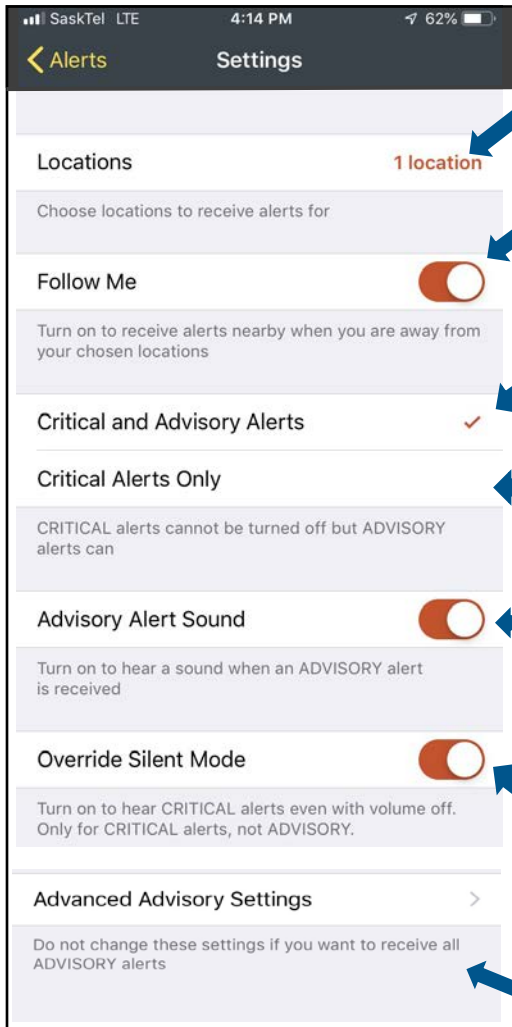 SaskTel LTE 4:14 PM 62%
Alerts Settings
Locations 1 location
Choose locations to receive alerts for
Follow Me
Turn on to receive alerts nearby when you are away from
your chosen locations
Critical and Advisory Alerts
Critical Alerts Only
CRITICAL alerts cannot be turned off but ADVISORY
alerts can
Advisory Alert Sound
Turn on to hear a sound when an ADVISORY alert
is received
Override Silent Mode
Turn on to hear CRITICAL alerts even with volume off.
Only for CRITICAL alerts, not ADVISORY.
Advanced Advisory Settings
Do not change these settings if you want to receive all
ADVISORY alerts